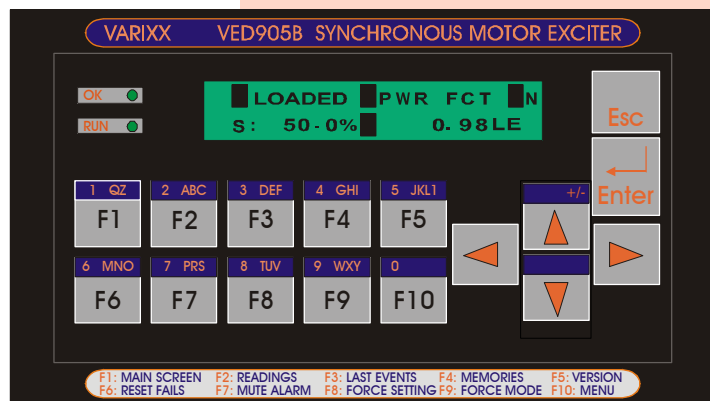 VARIXX VED905B SYNCHRONOUS MOTOR EXCITER
OK
LOADED PWR FCT N
RUN
S: 50-0% 0.98LE
Esc
Enter
1 QZ 2 ABC 3 DEF 4 GHI 5 JKL1 +/-
F1 F2 F3 F4 F5
6 MNO 7 PRS 8 TUV 9 WXY 0
F6 F7 F8 F9 F10
F1: MAIN SCREEN F2: READINGS F3: LAST EVENTS F4: MEMORIES F5: VERSION
F6: RESET FAILS F7: MUTE ALARM F8: FORCE SETTING F9: FORCE MODE F10: MENU